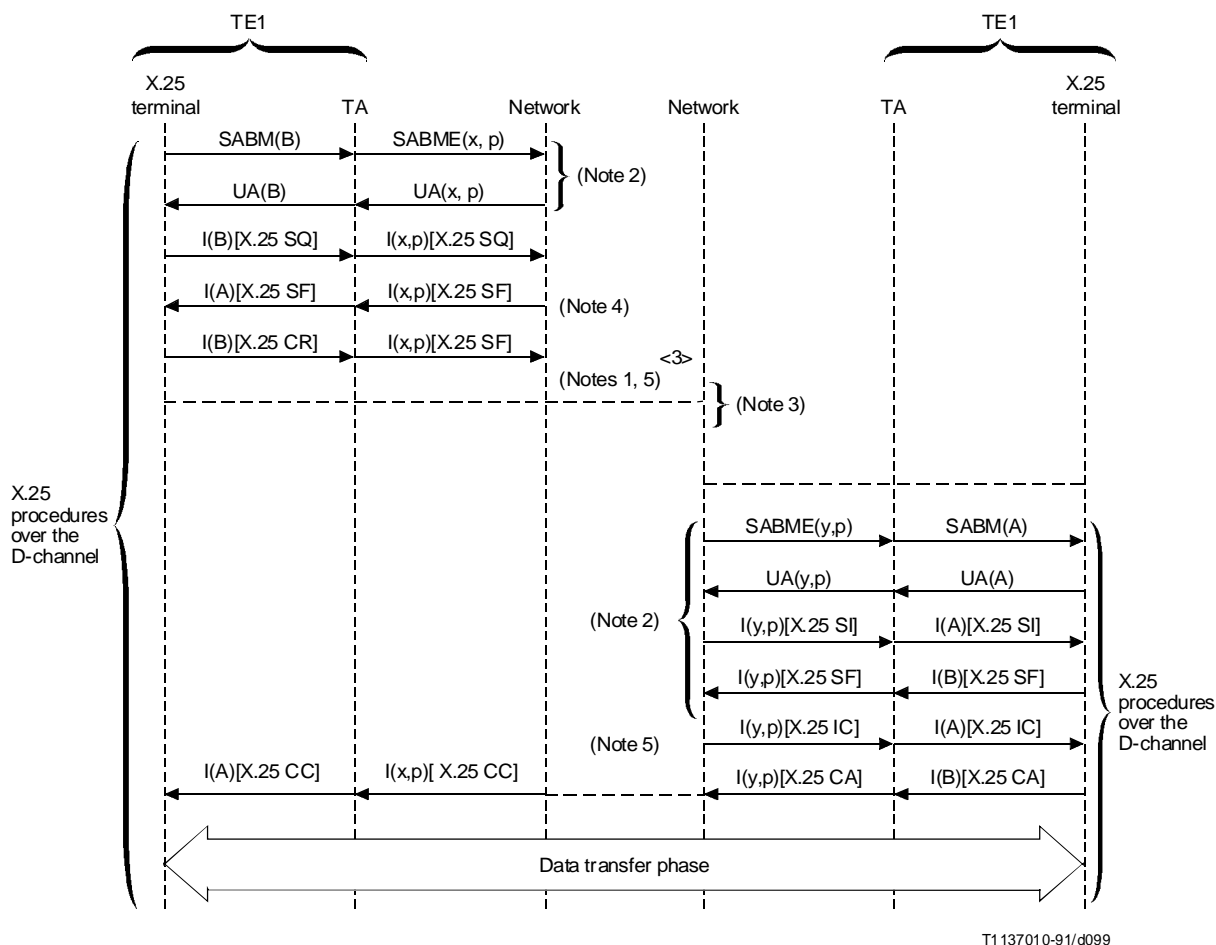 TE1
TE1
X.25
terminal
TA
Network
Network
TA
X.25
terminal
SABM(B)
SABME(x, p)
(Note 2)
UA(B)
UA(x, p)
I(B)[X.25 SQ]
I(x,p)[X.25 SQ]
I(A)[X.25 SF]
I(x,p)[X.25 SF]
(Note 4)
I(B)[X.25 CR]
I(x,p)[X.25 SF]
<3>
(Notes 1, 5)
(Note 3)
X.25
procedures
over the
D-channel
SABME(y,p)
SABM(A)
UA(y,p)
UA(A)
(Note 2)
I(y,p)[X.25 SI]
I(A)[X.25 SI]
I(y,p)[X.25 SF]
I(B)[X.25 SF]
X.25
procedures
over the
D-channel
(Note 5)
I(y,p)[X.25 IC]
I(A)[X.25 IC]
I(A)[X.25 CC]
I(x,p)[ X.25 CC]
I(y,p)[X.25 CA]
I(B)[X.25 CA]
Data transfer phase
T1137010-91/d099